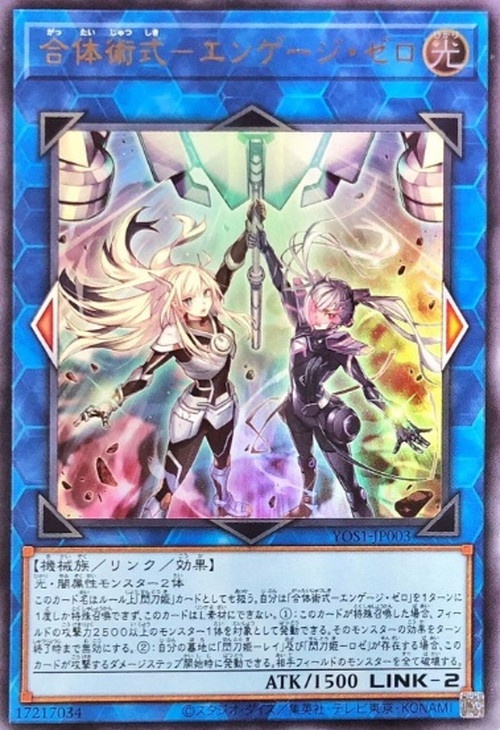 合体術式-エンゲージ・ゼロ
光
YOS1-JP003
【機械族/リンク/効果】
光・闇属性モンスター2体
このカード名はルール上「閃刀姫」カードとしても扱う。自分は「合体術式-エンゲージ・ゼロ」を1ターンに
1度しか特殊召喚できず、このカードはL素材にできない。①:このカードが特殊召喚した場合、フィー
ルドの攻撃力2500以上のモンスター1体を対象として発動できる。そのモンスターの効果をターン
終了時まで無効にする。②:自分の墓地に「閃刀姫-レイ」及び「閃刀姫-ロゼ」が存在する場合、この
カードが攻撃するダメージステップ開始時に発動できる。相手フィールドのモンスターを全て破壊する。
ATK/1500 LINK-2
17217034 ©スタジオ・ダイス/集英社・テレビ東京・KONAMI